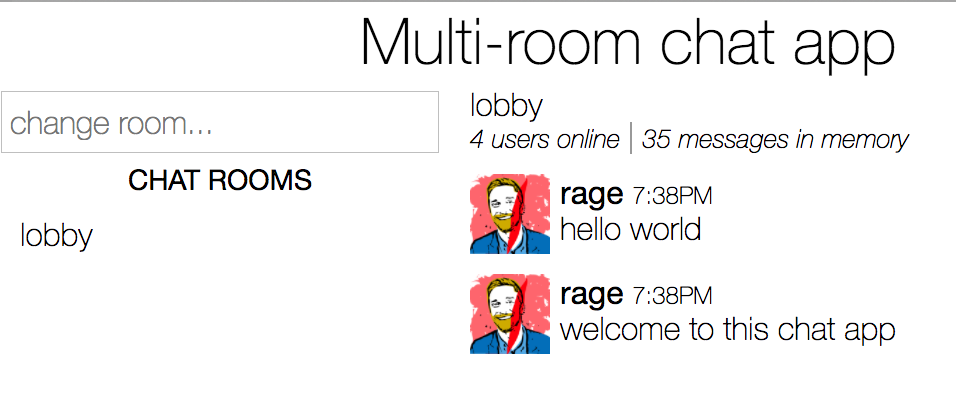 Multi-room chat app
change room...
CHAT ROOMS
lobby
lobby
4 users online | 35 messages in memory
rage 7:38PM
hello world
rage 7:38PM
welcome to this chat app